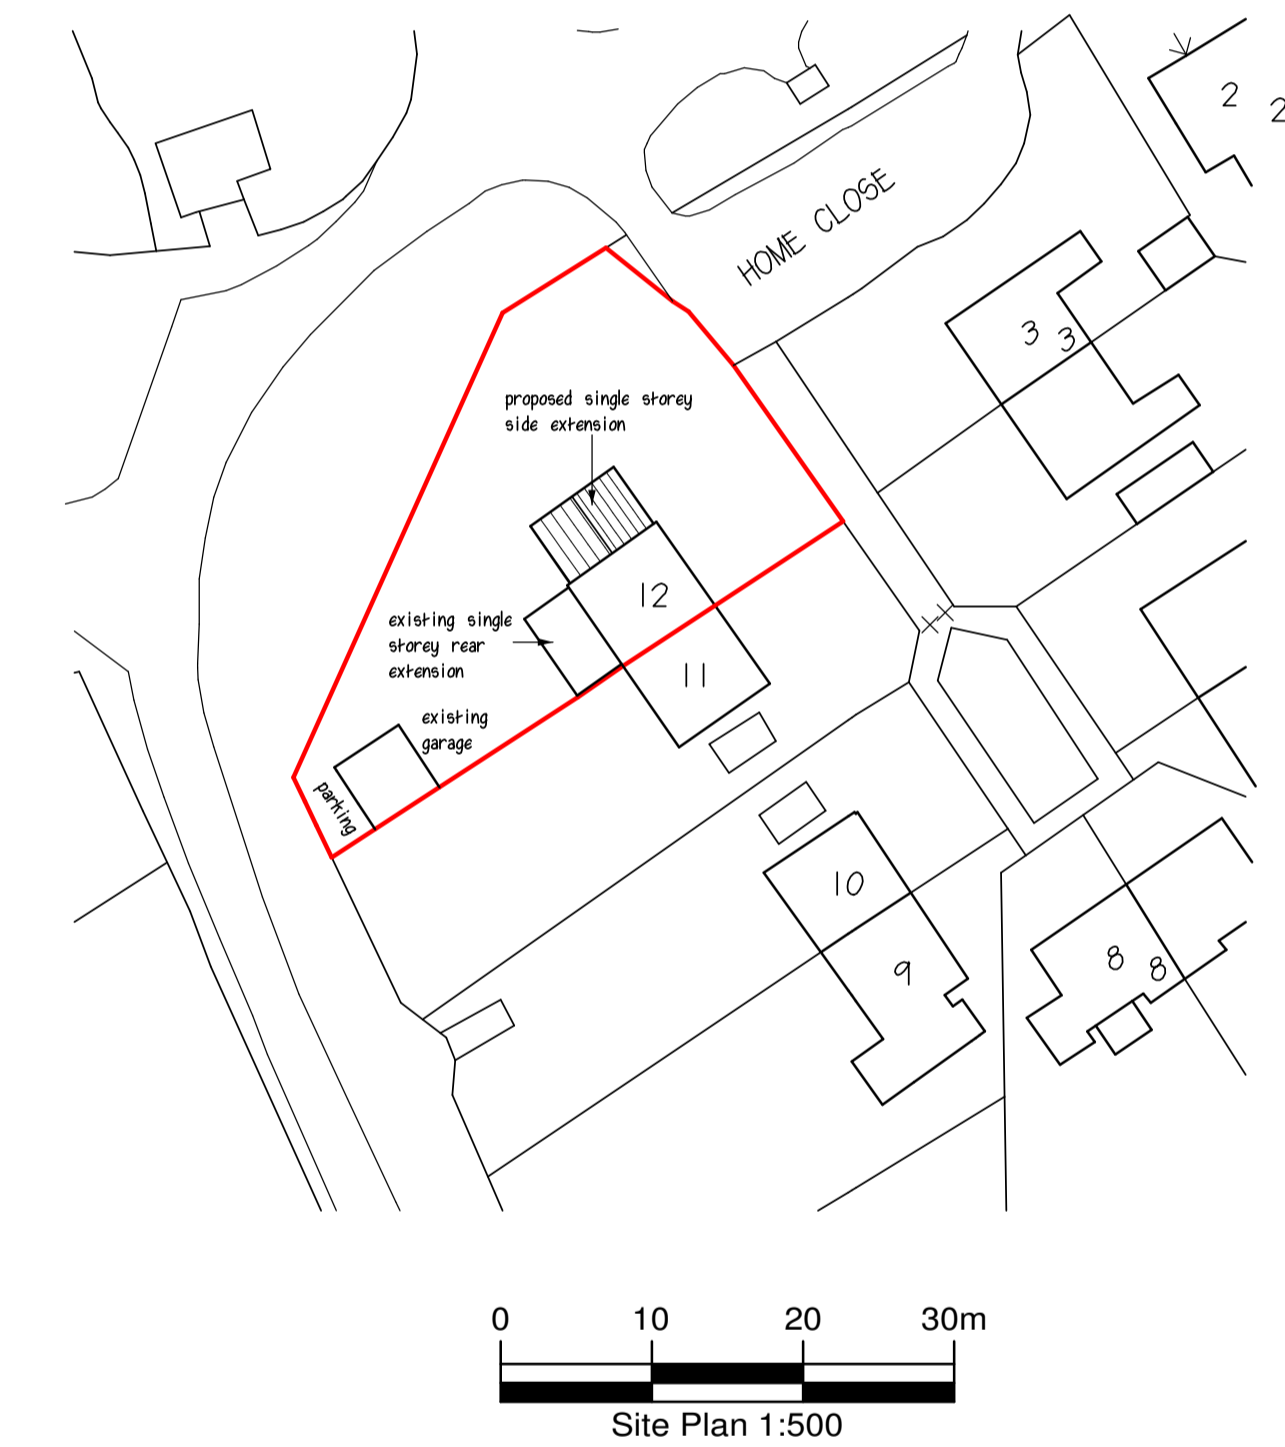 2
2
HOME CLOSE
3
3
proposed single storey
side extension
12
existing single
storey rear
extension
11
existing
garage
parking
10
9
8
8
0 10 20 30m
Site Plan 1:500